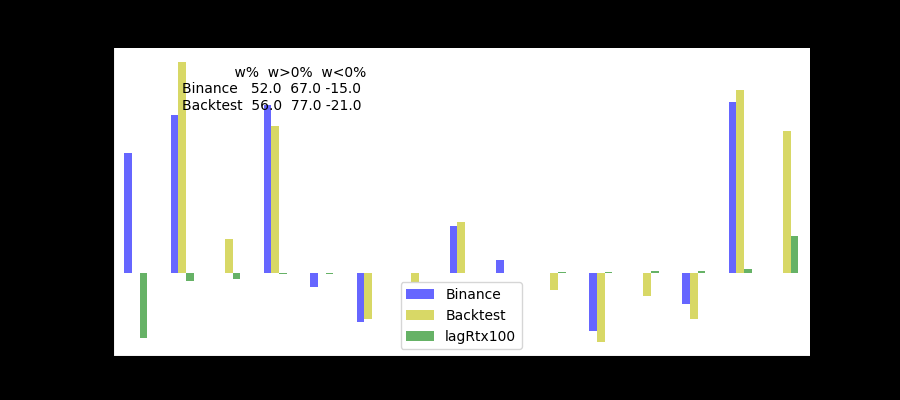 w%  w>0%  w<0%
Binance   52.0  67.0 -15.0
Backtest  56.0  77.0 -21.0
Binance
Backtest
lagRtx100